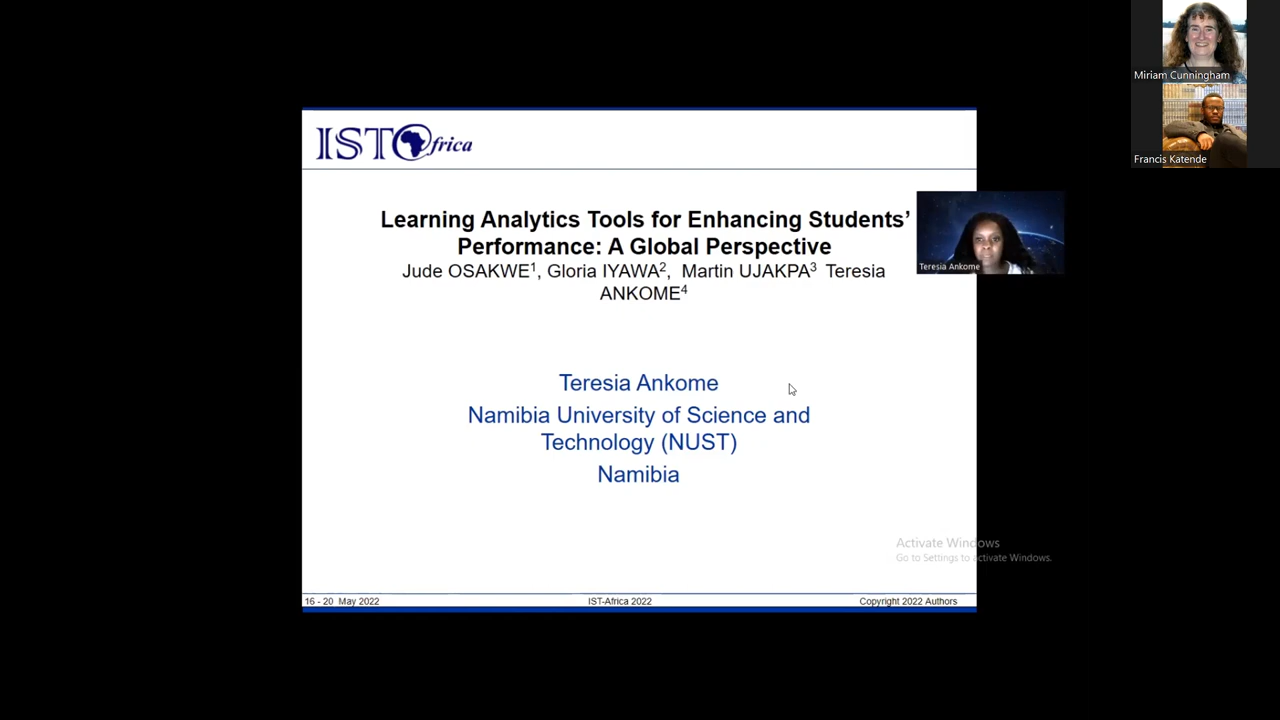 Miriam Cunningham
Francis Katende
IST Africa
Learning Analytics Tools for Enhancing Students’
Performance: A Global Perspective
Jude OSAKWE¹, Gloria IYAWA², Martin UJAKPA³ Teresia
ANKOME⁴
Teresia Ankome
Teresia Ankome
Namibia University of Science and
Technology (NUST)
Namibia
Activate Windows
Go to Settings to activate Windows.
16 - 20 May 2022
IST-Africa 2022
Copyright 2022 Authors